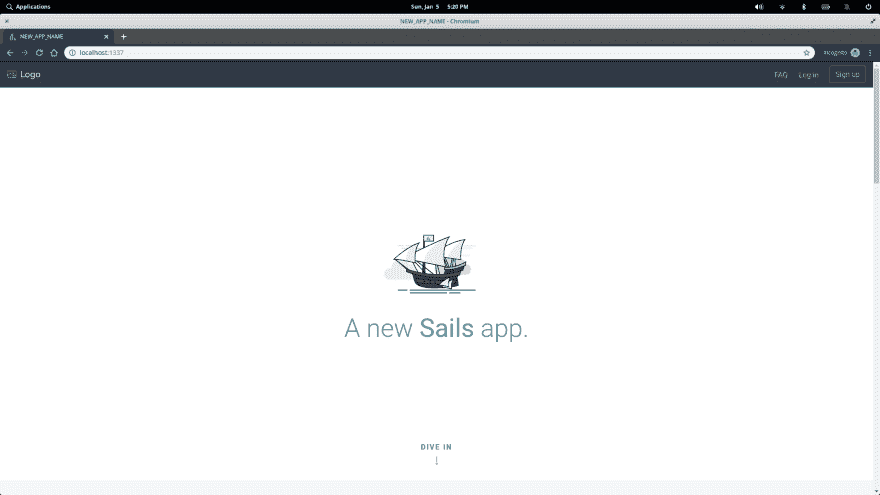 Applications
Sun, Jan 5 5:20 PM
NEW_APP_NAME - Chromium
NEW_APP_NAME
localhost:1337
Incognito
Logo
FAQ Log in Sign up
A new Sails app.
DIVE IN